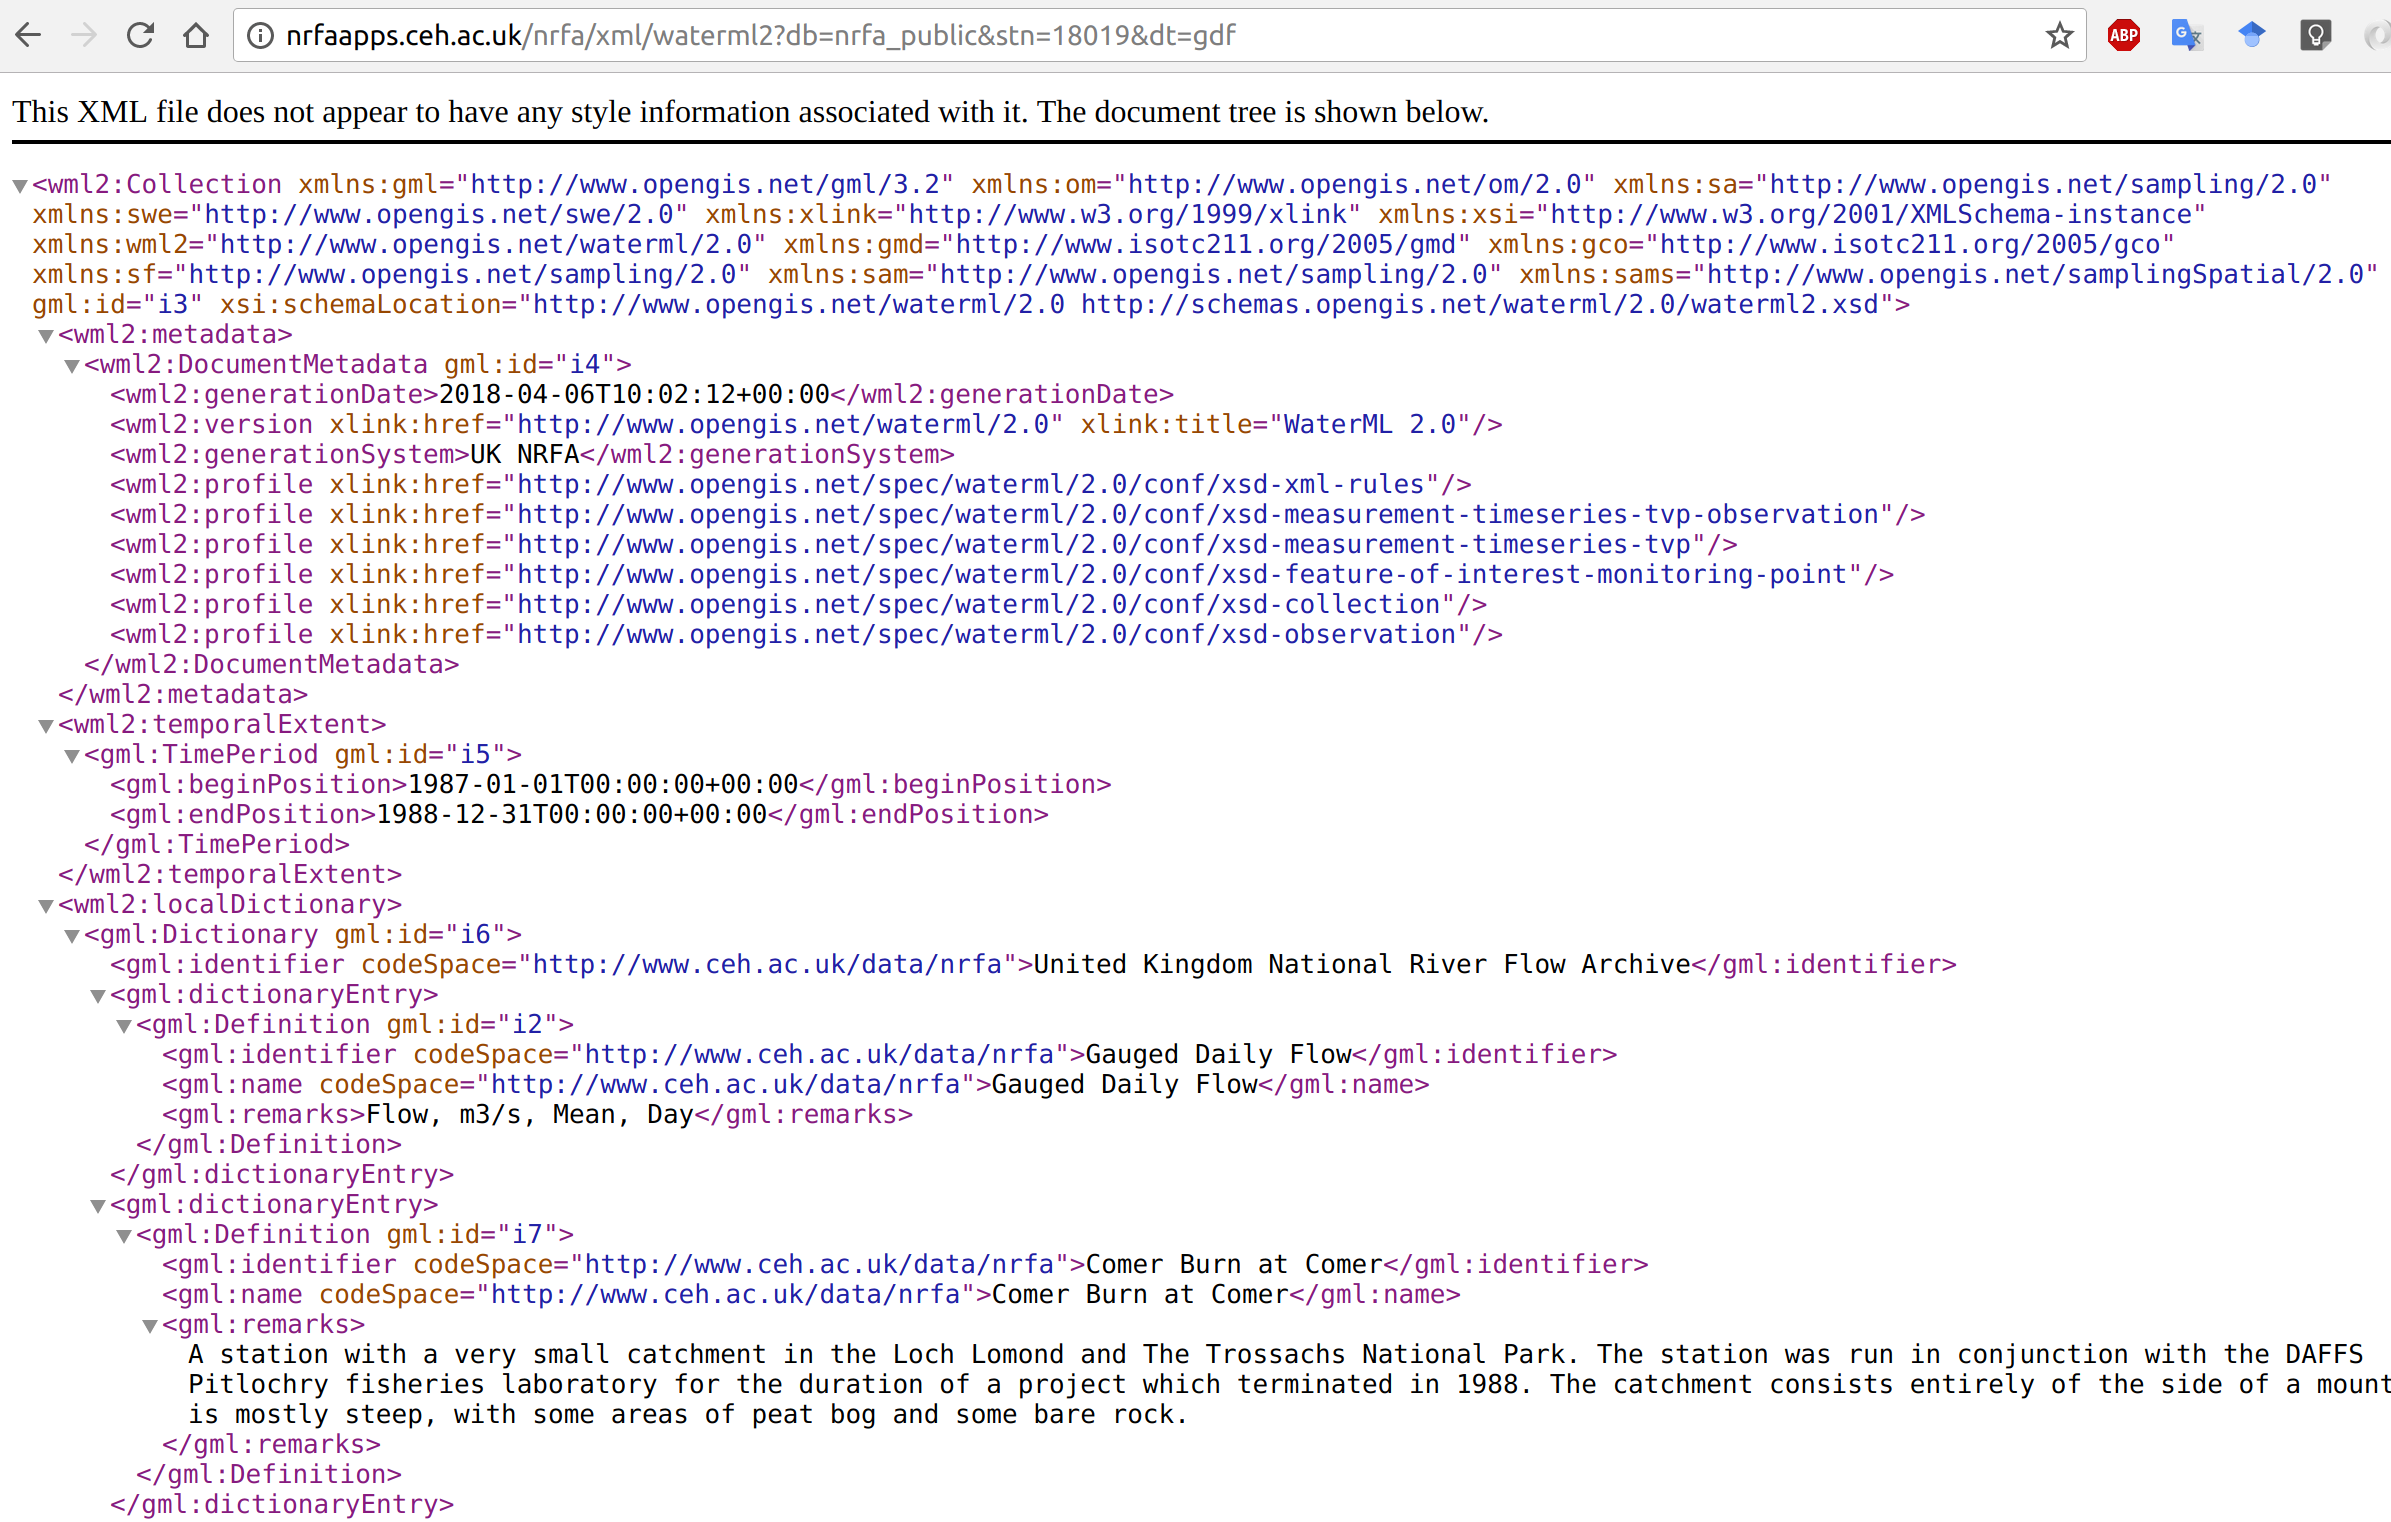 nrfaapps.ceh.ac.uk/nrfa/xml/waterml2?db=nrfa_public&stn=18019&dt=gdf
ABP
G
This XML file does not appear to have any style information associated with it. The document tree is shown below.
<wml2:Collection xmlns:gml="http://www.opengis.net/gml/3.2" xmlns:om="http://www.opengis.net/om/2.0" xmlns:sa="http://www.opengis.net/sampling/2.0"
xmlns:swe="http://www.opengis.net/swe/2.0" xmlns:xlink="http://www.w3.org/1999/xlink" xmlns:xsi="http://www.w3.org/2001/XMLSchema-instance"
xmlns:wml2="http://www.opengis.net/waterml/2.0" xmlns:gmd="http://www.isotc211.org/2005/gmd" xmlns:gco="http://www.isotc211.org/2005/gco"
xmlns:sf="http://www.opengis.net/sampling/2.0" xmlns:sam="http://www.opengis.net/sampling/2.0" xmlns:sams="http://www.opengis.net/samplingSpatial/2.0"
gml:id="i3" xsi:schemaLocation="http://www.opengis.net/waterml/2.0 http://schemas.opengis.net/waterml/2.0/waterml2.xsd">
<wml2:metadata>
<wml2:DocumentMetadata gml:id="i4">
<wml2:generationDate>2018-04-06T10:02:12+00:00</wml2:generationDate>
<wml2:version xlink:href="http://www.opengis.net/waterml/2.0" xlink:title="WaterML 2.0"/>
<wml2:generationSystem>UK NRFA</wml2:generationSystem>
<wml2:profile xlink:href="http://www.opengis.net/spec/waterml/2.0/conf/xsd-xml-rules"/>
<wml2:profile xlink:href="http://www.opengis.net/spec/waterml/2.0/conf/xsd-measurement-timeseries-tvp-observation"/>
<wml2:profile xlink:href="http://www.opengis.net/spec/waterml/2.0/conf/xsd-measurement-timeseries-tvp"/>
<wml2:profile xlink:href="http://www.opengis.net/spec/waterml/2.0/conf/xsd-feature-of-interest-monitoring-point"/>
<wml2:profile xlink:href="http://www.opengis.net/spec/waterml/2.0/conf/xsd-collection"/>
<wml2:profile xlink:href="http://www.opengis.net/spec/waterml/2.0/conf/xsd-observation"/>
</wml2:DocumentMetadata>
</wml2:metadata>
<wml2:temporalExtent>
<gml:TimePeriod gml:id="i5">
<gml:beginPosition>1987-01-01T00:00:00+00:00</gml:beginPosition>
<gml:endPosition>1988-12-31T00:00:00+00:00</gml:endPosition>
</gml:TimePeriod>
</wml2:temporalExtent>
<wml2:localDictionary>
<gml:Dictionary gml:id="i6">
<gml:identifier codeSpace="http://www.ceh.ac.uk/data/nrfa">United Kingdom National River Flow Archive</gml:identifier>
<gml:dictionaryEntry>
<gml:Definition gml:id="i2">
<gml:identifier codeSpace="http://www.ceh.ac.uk/data/nrfa">Gauged Daily Flow</gml:identifier>
<gml:name codeSpace="http://www.ceh.ac.uk/data/nrfa">Gauged Daily Flow</gml:name>
<gml:remarks>Flow, m3/s, Mean, Day</gml:remarks>
</gml:Definition>
</gml:dictionaryEntry>
<gml:dictionaryEntry>
<gml:Definition gml:id="i7">
<gml:identifier codeSpace="http://www.ceh.ac.uk/data/nrfa">Comer Burn at Comer</gml:identifier>
<gml:name codeSpace="http://www.ceh.ac.uk/data/nrfa">Comer Burn at Comer</gml:name>
<gml:remarks>
A station with a very small catchment in the Loch Lomond and The Trossachs National Park. The station was run in conjunction with the DAFFS
Pitlochry fisheries laboratory for the duration of a project which terminated in 1988. The catchment consists entirely of the side of a mount
is mostly steep, with some areas of peat bog and some bare rock.
</gml:remarks>
</gml:Definition>
</gml:dictionaryEntry>